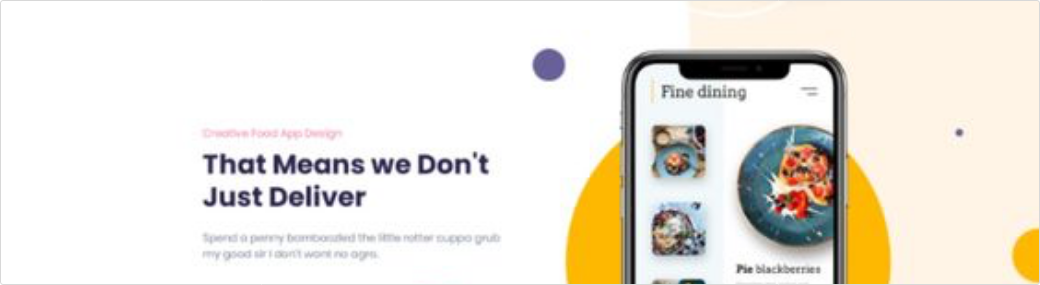 Creative Food App Design
That Means we Don't
Just Deliver
Spend a penny bamboozled the little rotter cuppa grub
my good sir I don't want no agro.
Fine dining
Pie blackberries